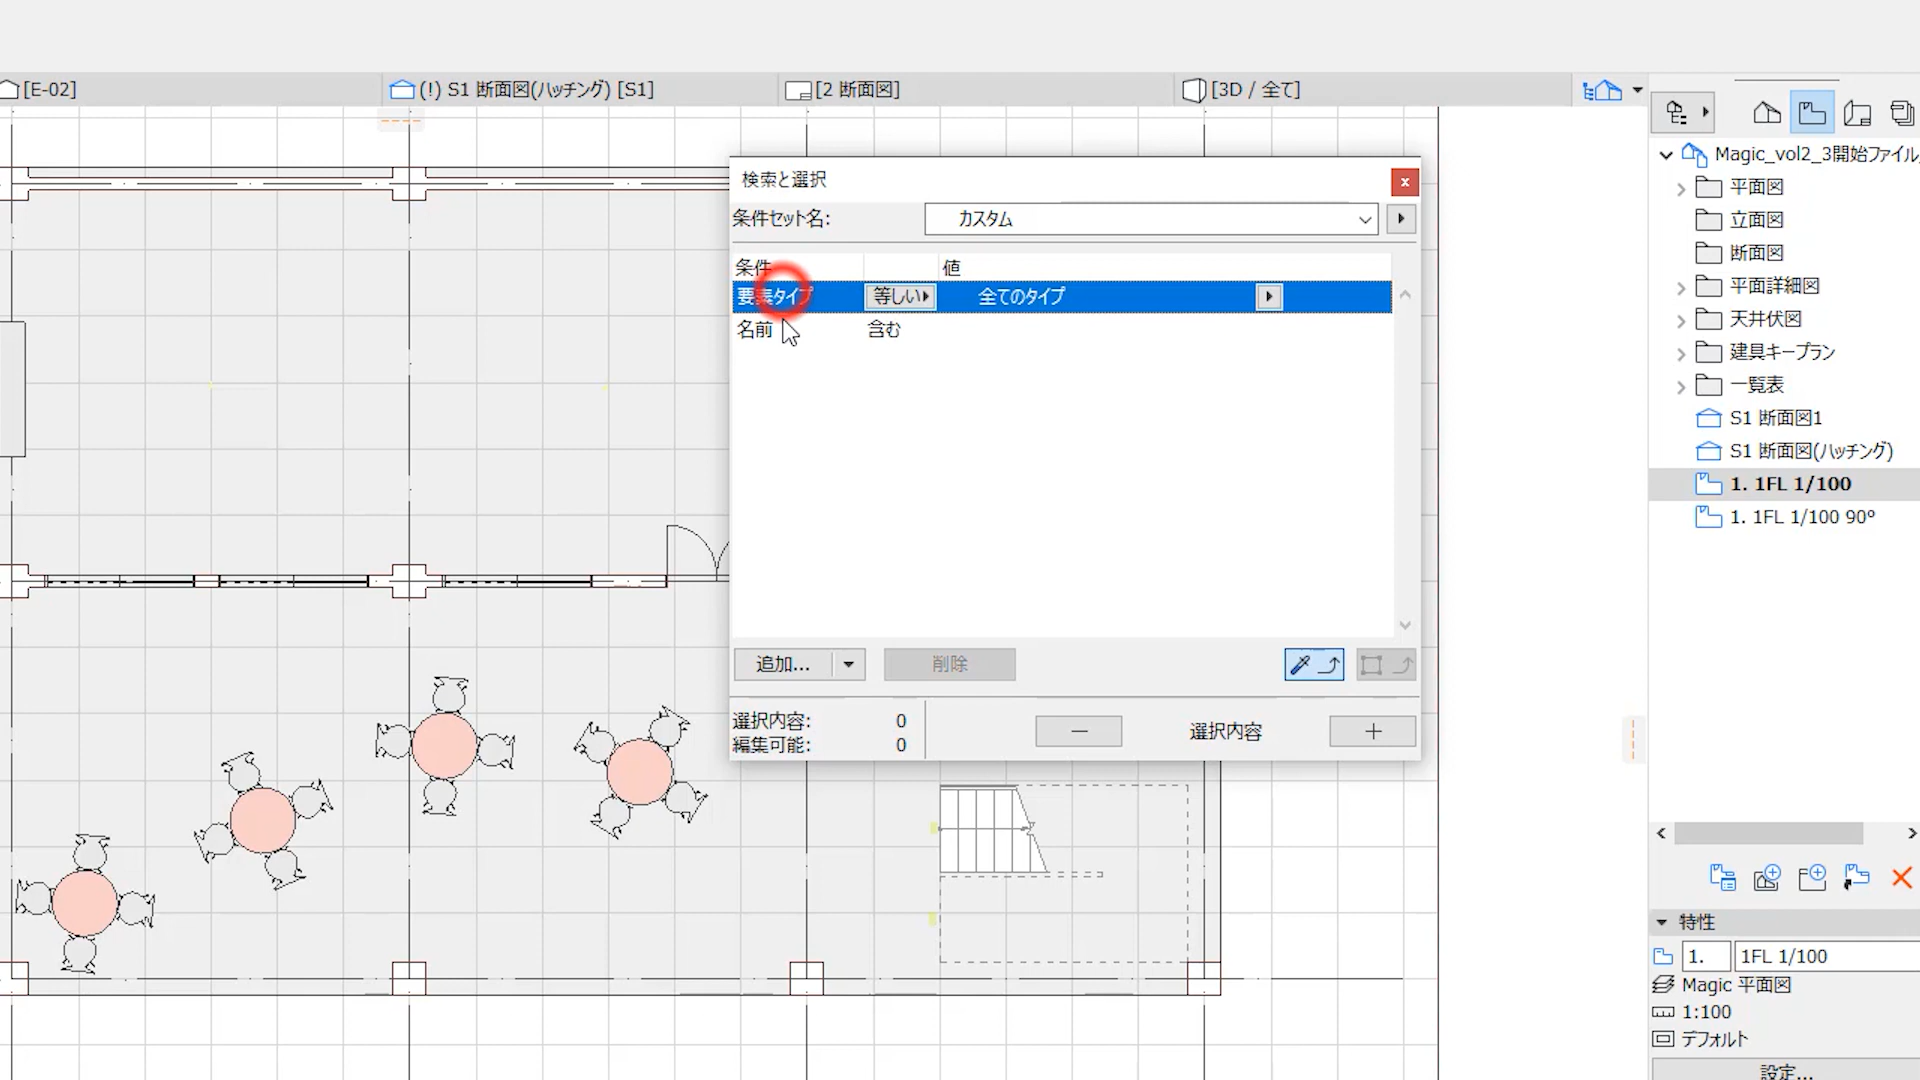 [E-02]
(!) S1 断面図(ハッチング) [S1]
[2 断面図]
[3D / 全て]
検索と選択
x
条件セット名:
カスタム
条件
値
要素タイプ
等しい
全てのタイプ
名前
含む
追加...
削除
選択内容:
0
編集可能:
0
選択内容
Magic_vol2_3開始ファイル
平面図
立面図
断面図
平面詳細図
天井伏図
建具キープラン
一覧表
S1 断面図1
S1 断面図(ハッチング)
1. 1FL 1/100
1. 1FL 1/100 90°
特性
1.
1FL 1/100
Magic 平面図
1:100
デフォルト
設定...